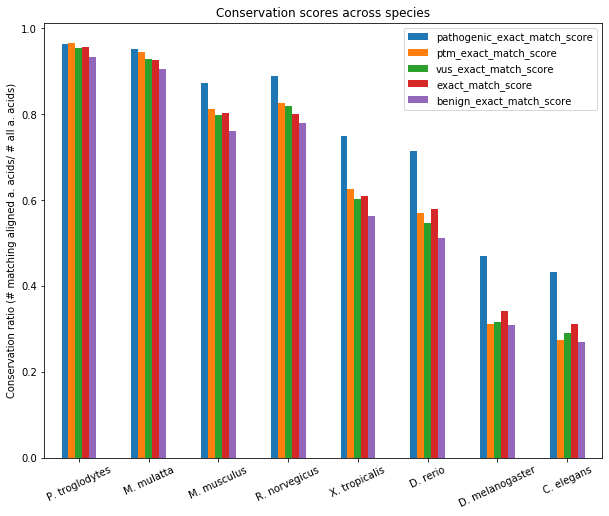 Conservation scores across species
Conservation ratio (# matching aligned a. acids/ # all a. acids)
1.0
0.8
0.6
0.4
0.2
0.0
pathogenic_exact_match_score
ptm_exact_match_score
vus_exact_match_score
exact_match_score
benign_exact_match_score
P. troglodytes
M. mulatta
M. musculus
R. norvegicus
X. tropicalis
D. rerio
D. melanogaster
C. elegans